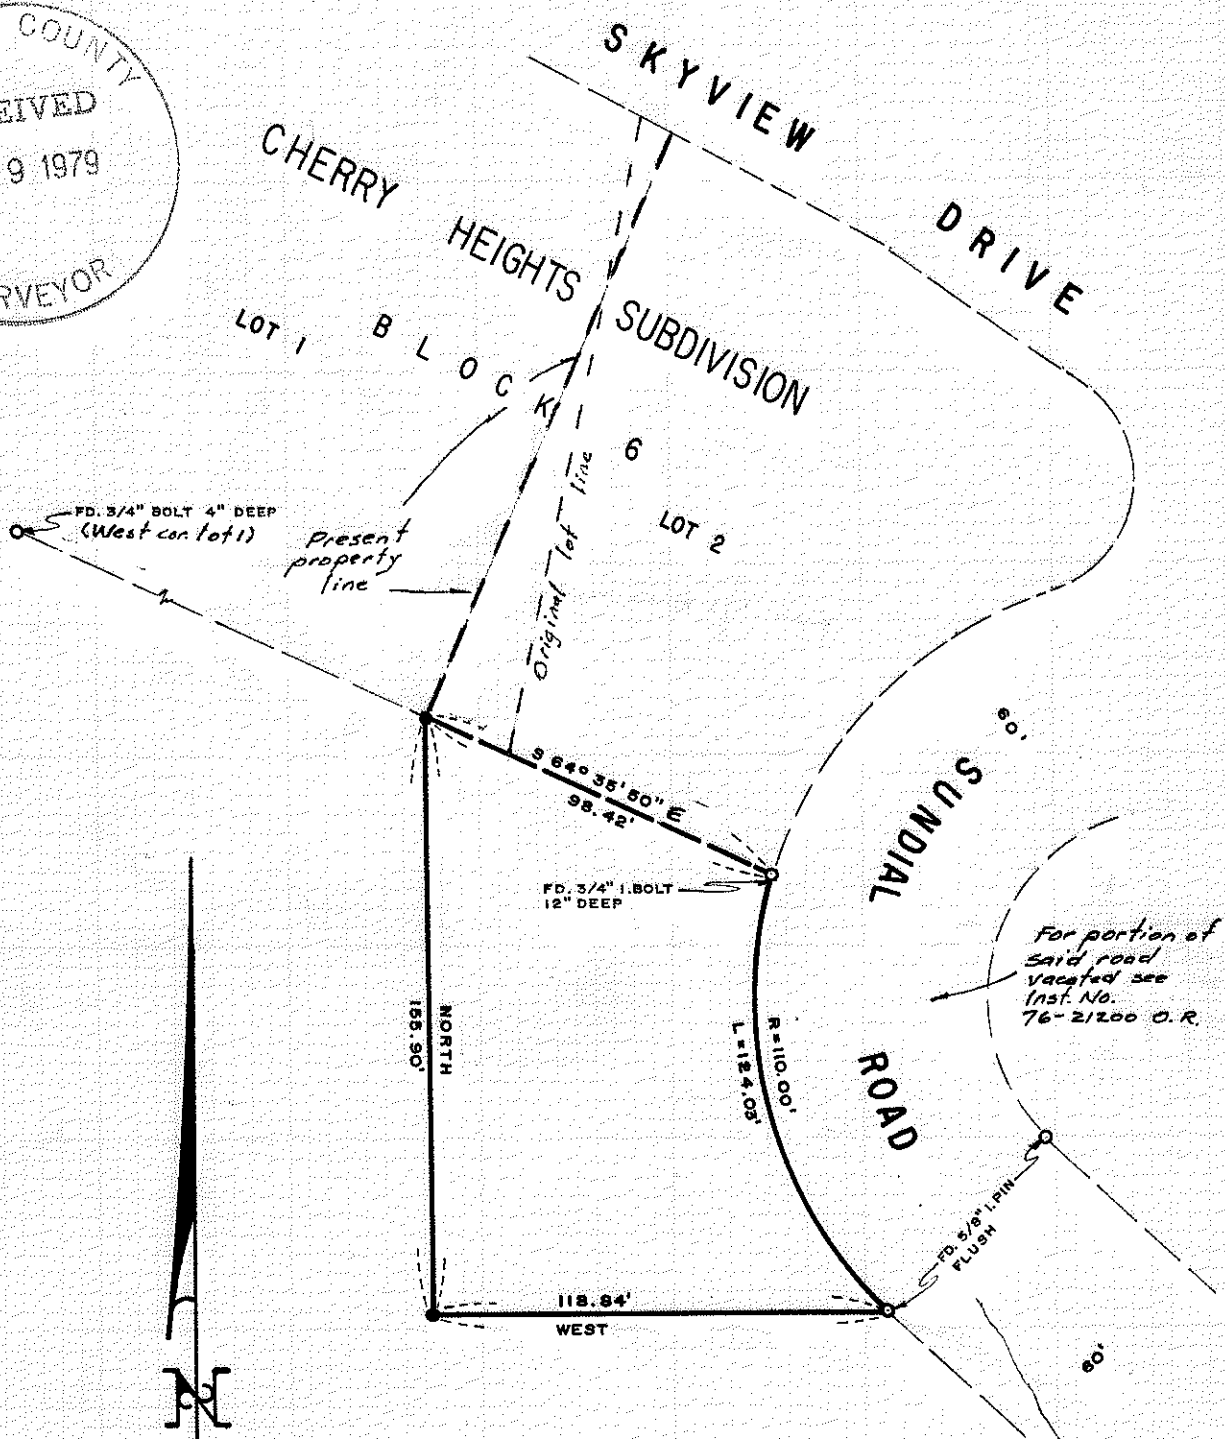 COUNTY
EIVED
9 1979
RVEYOR
SKYVIEW DRIVE
CHERRY HEIGHTS SUBDIVISION
LOT 1
BLOCK 6
LOT 2
FD. 3/4" BOLT 4" DEEP
(West cor. lot 1)
Present
property
line
Original lot line
S 64° 35' 50" E
98.42'
60'
SUNDIAL ROAD
FD. 3/4" I.BOLT
12" DEEP
For portion of
said road
vacated see
Inst. No.
76-21200 O.R.
NORTH
155.90'
R=110.00'
L=124.03'
FD. 5/8" I.PIN
FLUSH
118.84'
WEST
60'
N